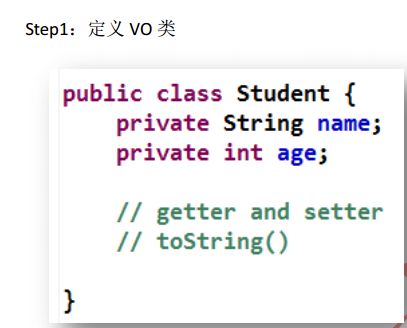 Step1：定义 VO 类
public class Student {
private String name;
private int age;
// getter and setter
// toString()
}